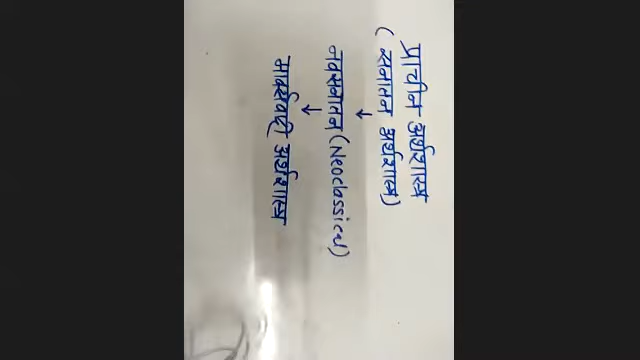 प्राचीन अर्थशास्त्र
(सनातन अर्थशास्त्र)
↓
नवसनातन (Neoclassical)
↓
मार्क्सवादी अर्थशास्त्र